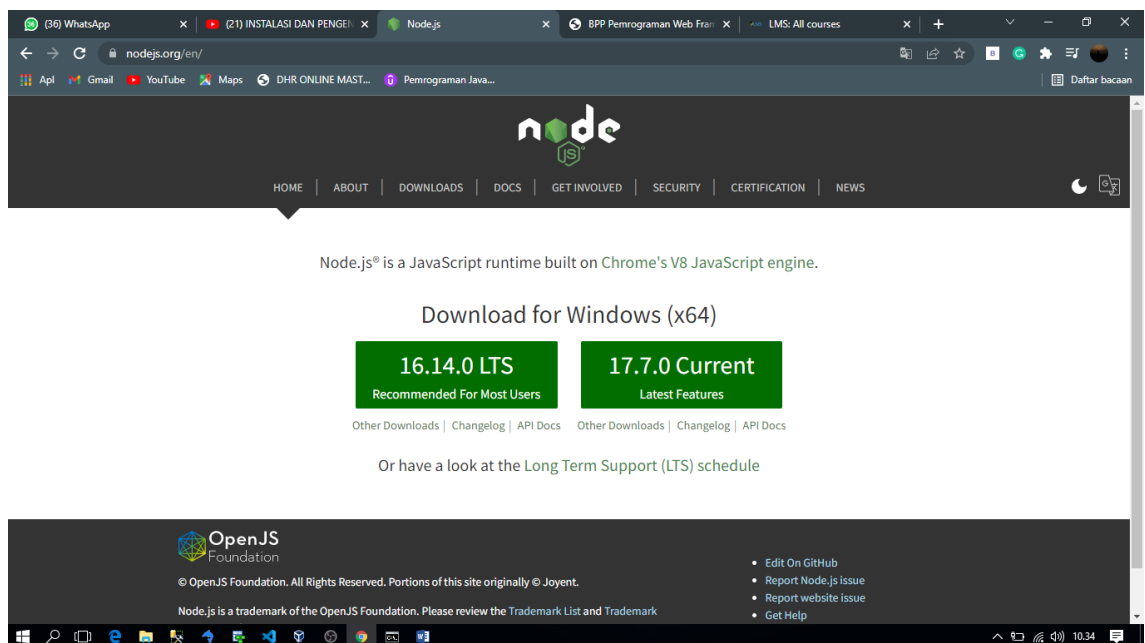 (36) WhatsApp
(21) INSTALASI DAN PENGEN
Node.js
BPP Pemrograman Web Fram
LMS: All courses
nodejs.org/en/
Apl
Gmail
YouTube
Maps
DHR ONLINE MAST...
Pemrograman Java...
Daftar bacaan
node
JS
HOME | ABOUT | DOWNLOADS | DOCS | GET INVOLVED | SECURITY | CERTIFICATION | NEWS
Node.js® is a JavaScript runtime built on Chrome's V8 JavaScript engine.
Download for Windows (x64)
16.14.0 LTS
Recommended For Most Users
17.7.0 Current
Latest Features
Other Downloads | Changelog | API Docs
Other Downloads | Changelog | API Docs
Or have a look at the Long Term Support (LTS) schedule
OpenJS
Foundation
© OpenJS Foundation. All Rights Reserved. Portions of this site originally © Joyent.
Node.js is a trademark of the OpenJS Foundation. Please review the Trademark List and Trademark
Edit On GitHub
Report Node.js issue
Report website issue
Get Help
10.34